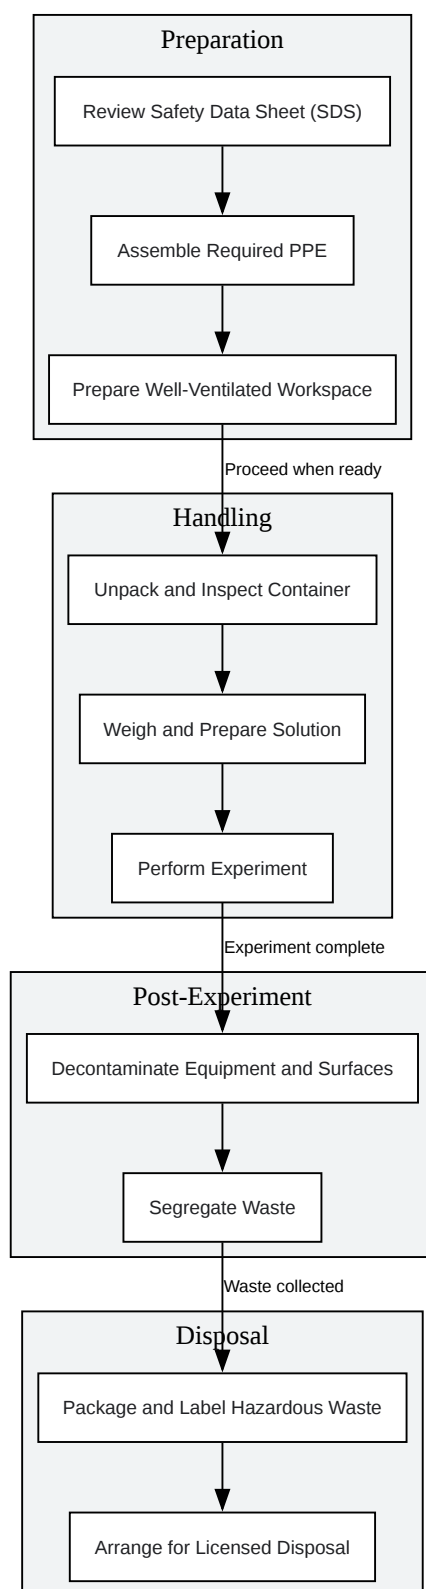 Preparation
Review Safety Data Sheet (SDS)
Assemble Required PPE
Prepare Well-Ventilated Workspace
Proceed when ready
Handling
Unpack and Inspect Container
Weigh and Prepare Solution
Perform Experiment
Experiment complete
Post-Experiment
Decontaminate Equipment and Surfaces
Segregate Waste
Waste collected
Disposal
Package and Label Hazardous Waste
Arrange for Licensed Disposal